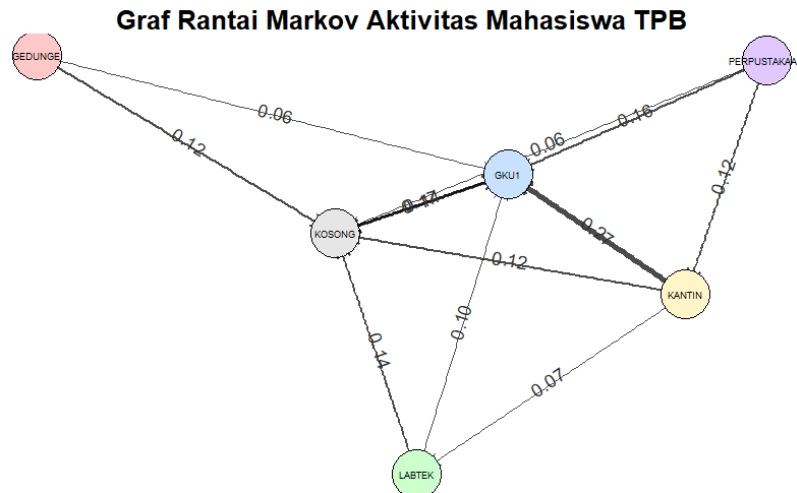 Graf Rantai Markov Aktivitas Mahasiswa TPB
GEDUNGE
PERPUSTAKAA
0.06
0.16
0.12
0.06
0.12
GKU1
0.27
KOSONG
0.12
KANTIN
0.10
0.14
0.07
LABTEK